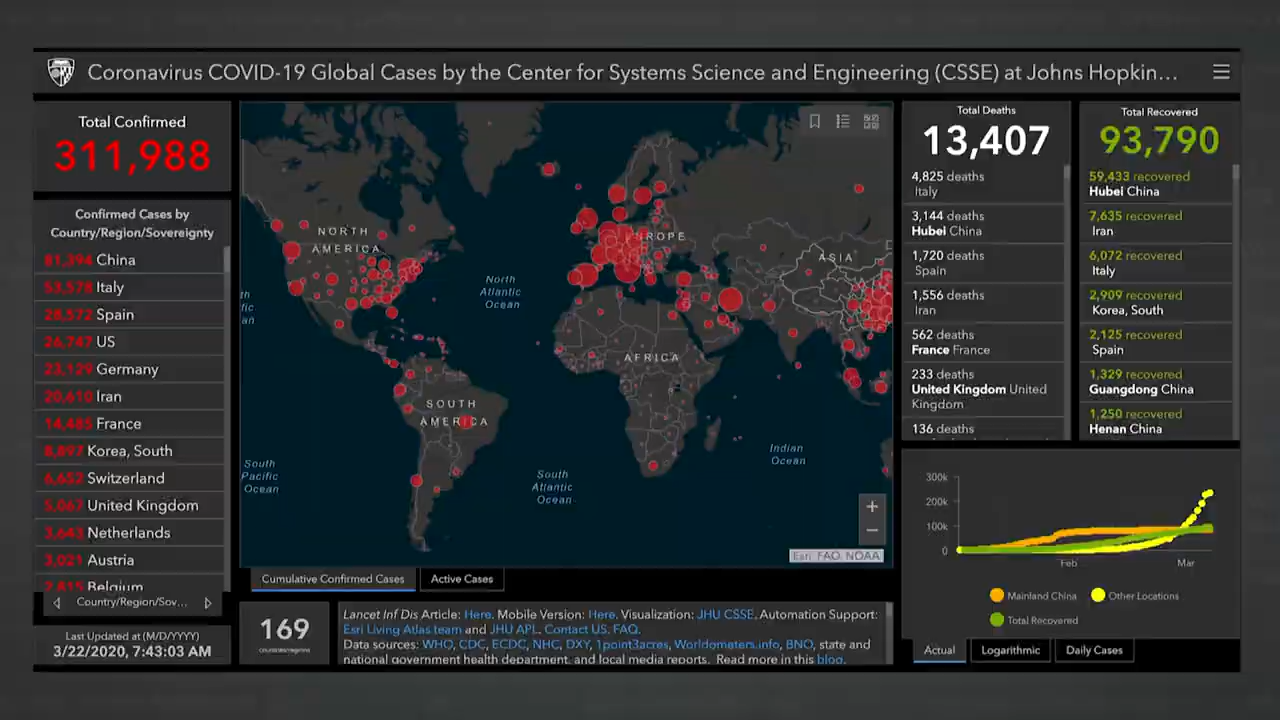 Coronavirus COVID-19 Global Cases by the Center for Systems Science and Engineering (CSSE) at Johns Hopkin...
Total Confirmed
311,988
Confirmed Cases by
Country/Region/Sovereignty
81,394 China
53,578 Italy
28,572 Spain
26,747 US
23,129 Germany
20,610 Iran
14,485 France
8,897 Korea, South
6,652 Switzerland
5,067 United Kingdom
3,643 Netherlands
3,021 Austria
2,815 Belgium
Country/Region/Sov...
Last Updated at (M/D/YYYY)
3/22/2020, 7:43:03 AM
NORTH
AMERICA
EUROPE
ASIA
North
Atlantic
Ocean
th
fic
an
AFRICA
SOUTH
AMERICA
South
Pacific
Ocean
South
Atlantic
Ocean
Indian
Ocean
+
−
Esri, FAO, NOAA
Cumulative Confirmed Cases
Active Cases
169
countries/regions
Lancet Inf Dis Article: Here. Mobile Version: Here. Visualization: JHU CSSE. Automation Support:
Esri Living Atlas team and JHU APL. Contact US. FAQ.
Data sources: WHO, CDC, ECDC, NHC, DXY, 1point3acres, Worldometers.info, BNO, state and
national government health department, and local media reports. Read more in this blog.
Total Deaths
13,407
4,825 deaths
Italy
3,144 deaths
Hubei China
1,720 deaths
Spain
1,556 deaths
Iran
562 deaths
France France
233 deaths
United Kingdom United
Kingdom
136 deaths
Total Recovered
93,790
59,433 recovered
Hubei China
7,635 recovered
Iran
6,072 recovered
Italy
2,909 recovered
Korea, South
2,125 recovered
Spain
1,329 recovered
Guangdong China
1,250 recovered
Henan China
300k
200k
100k
0
Feb
Mar
Mainland China
Other Locations
Total Recovered
Actual
Logarithmic
Daily Cases